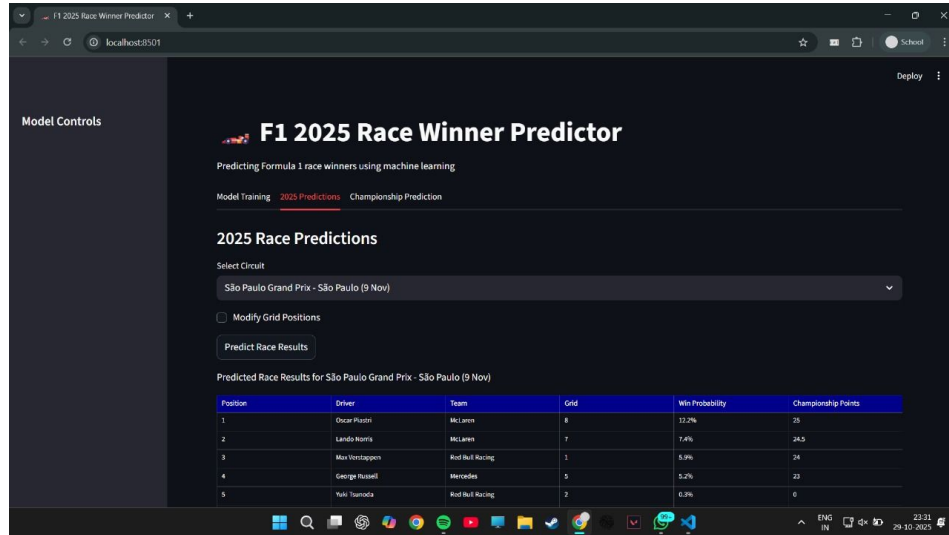 F1 2025 Race Winner Predictor
localhost:8501
School
Deploy
Model Controls
F1 2025 Race Winner Predictor
Predicting Formula 1 race winners using machine learning
Model Training 2025 Predictions Championship Prediction
2025 Race Predictions
Select Circuit
São Paulo Grand Prix - São Paulo (9 Nov)
Modify Grid Positions
Predict Race Results
Predicted Race Results for São Paulo Grand Prix - São Paulo (9 Nov)
Position Driver Team Grid Win Probability Championship Points
1 Oscar Piastri McLaren 8 12.2% 25
2 Lando Norris McLaren 7 7.4% 24.5
3 Max Verstappen Red Bull Racing 1 5.9% 24
4 George Russell Mercedes 5 5.2% 23
5 Yuki Tsunoda Red Bull Racing 2 0.3% 0
99+
ENG 23:31
IN 29-10-2025